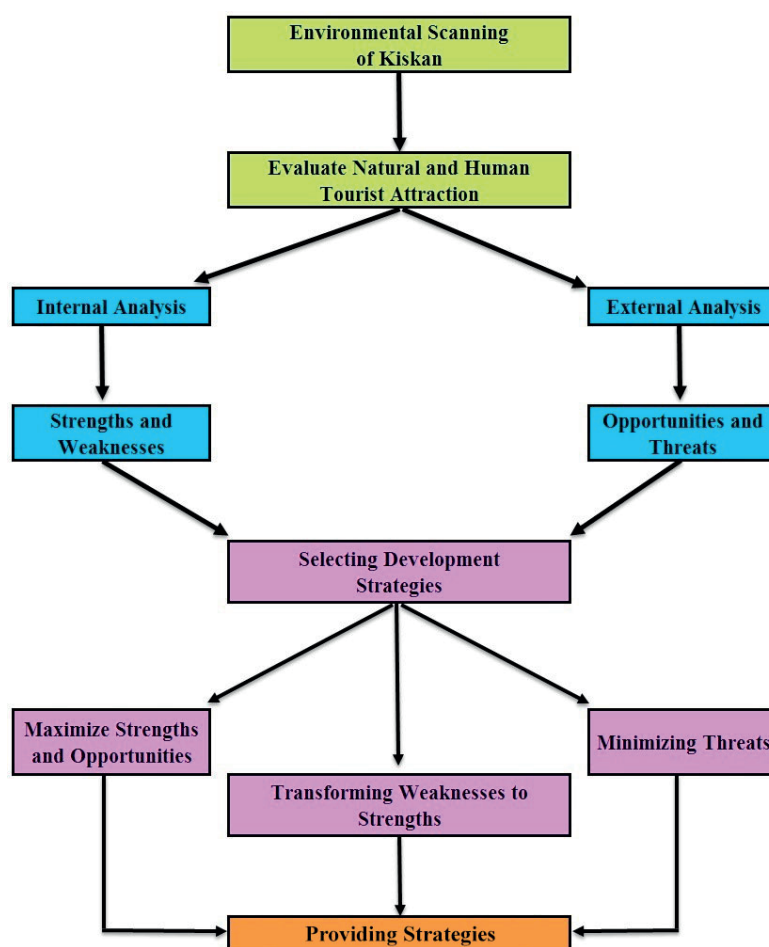 Environmental Scanning
of Kiskan
Evaluate Natural and Human
Tourist Attraction
Internal Analysis
External Analysis
Strengths and
Weaknesses
Opportunities and
Threats
Selecting Development
Strategies
Maximize Strengths
and Opportunities
Minimizing Threats
Transforming Weaknesses to
Strengths
Providing Strategies